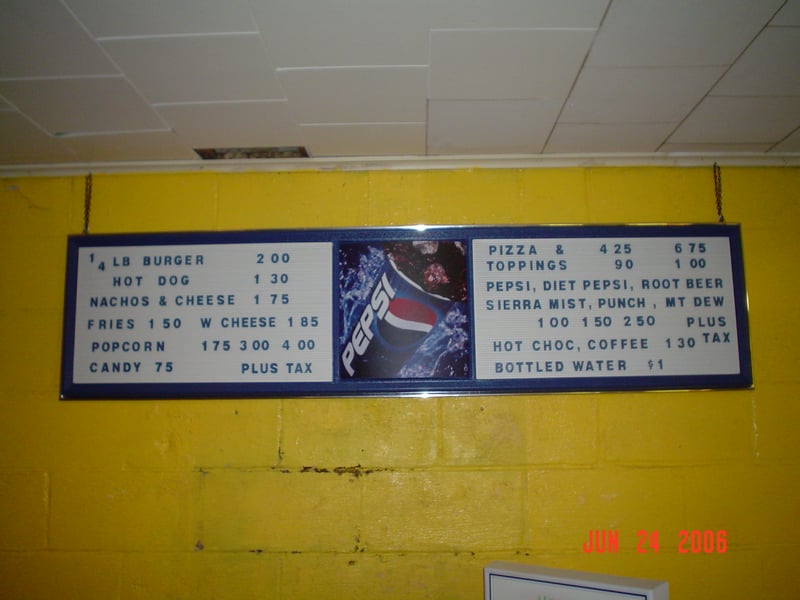 1/4 LB BURGER 2 00
HOT DOG 1 30
NACHOS & CHEESE 1 75
FRIES 1 50 W CHEESE 1 85
POPCORN 1 75 3 00 4 00
CANDY 75 PLUS TAX
PEPSI
PIZZA & 4 25 6 75
TOPPINGS 90 1 00
PEPSI, DIET PEPSI, ROOT BEER
SIERRA MIST, PUNCH , MT DEW
1 00 1 50 2 50 PLUS
HOT CHOC, COFFEE 1 30 TAX
BOTTLED WATER $1
JUN 24 2006